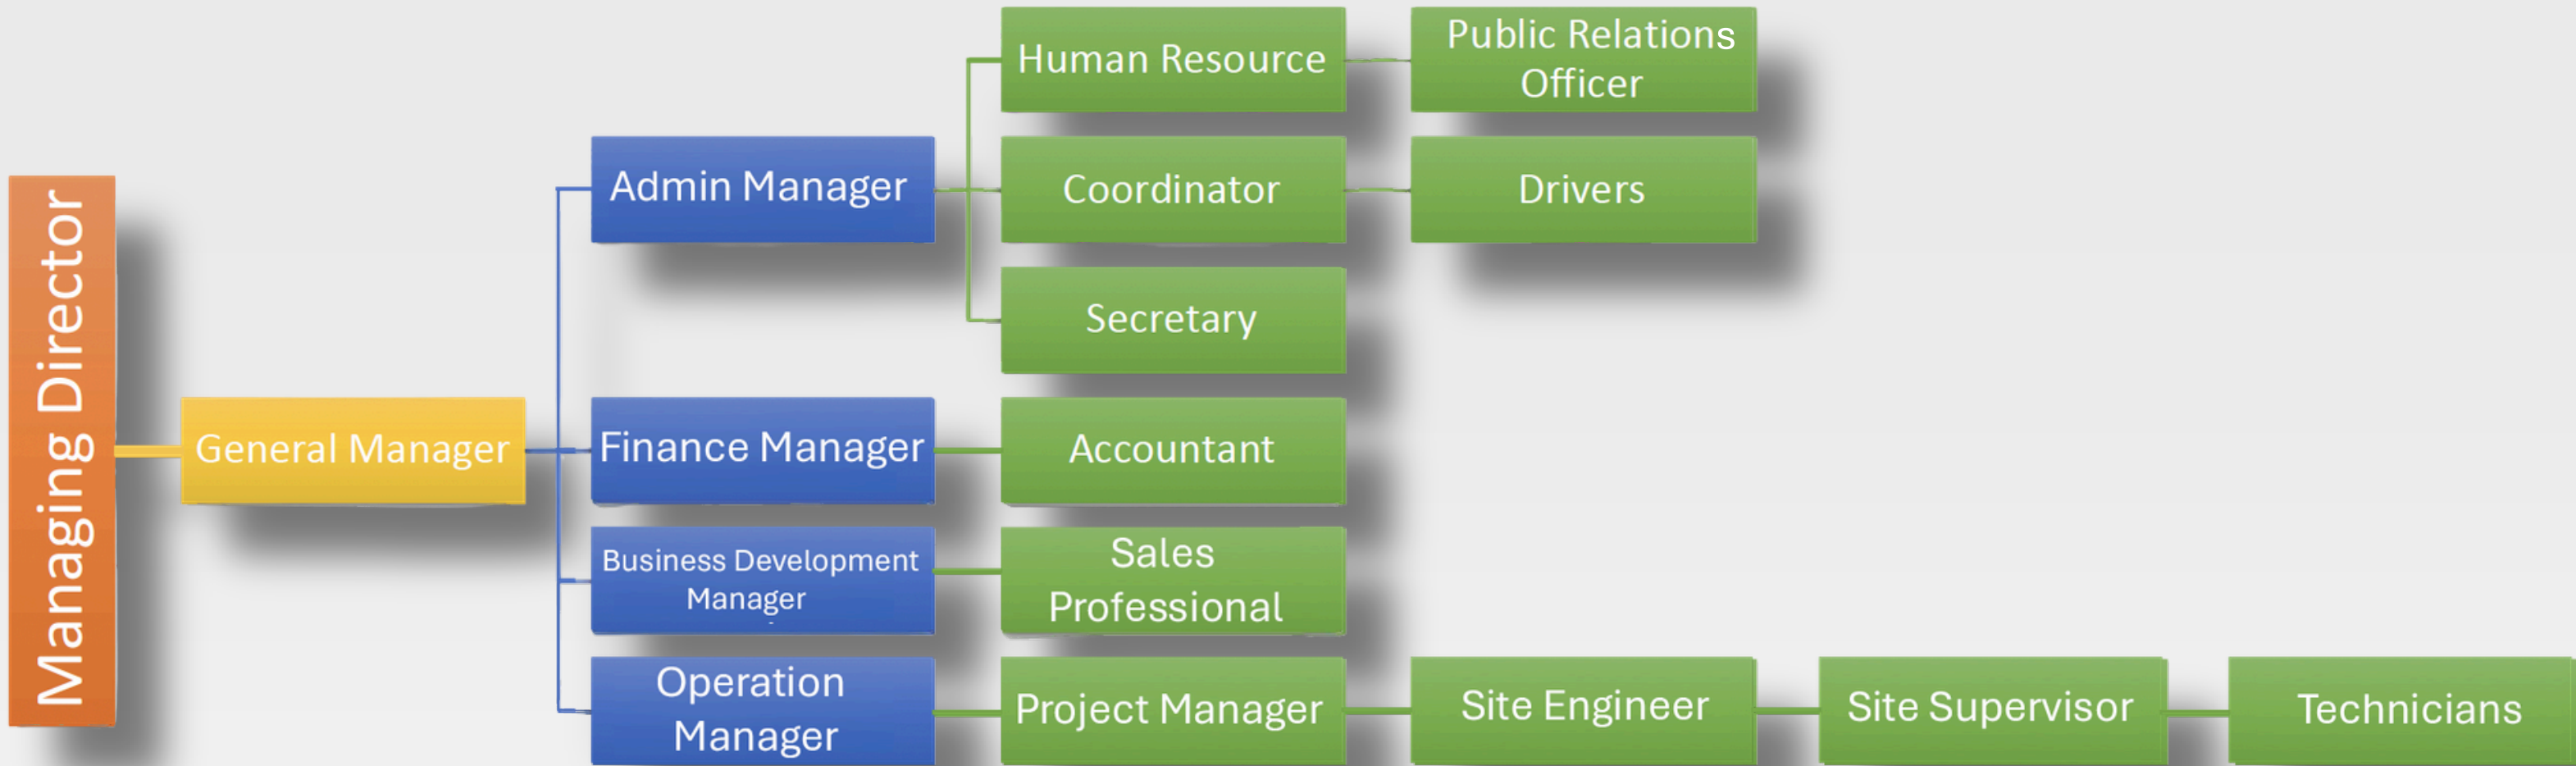 Managing Director
General Manager
Admin Manager
Human Resource
Public Relations
Officer
Coordinator
Drivers
Secretary
Finance Manager
Accountant
Business Development
Manager
Sales
Professional
Operation
Manager
Project Manager
Site Engineer
Site Supervisor
Technicians